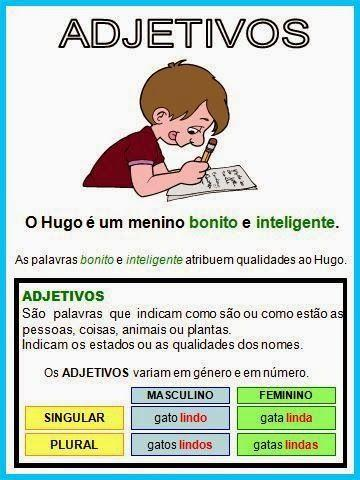 ADJETIVOS
O Hugo é um menino bonito e inteligente.
As palavras bonito e inteligente atribuem qualidades ao Hugo.
ADJETIVOS
São palavras que indicam como são ou como estão as
pessoas, coisas, animais ou plantas.
Indicam os estados ou as qualidades dos nomes.
Os ADJETIVOS variam em género e em número.
MASCULINO FEMININO
SINGULAR gato lindo gata linda
PLURAL gatos lindos gatas lindas